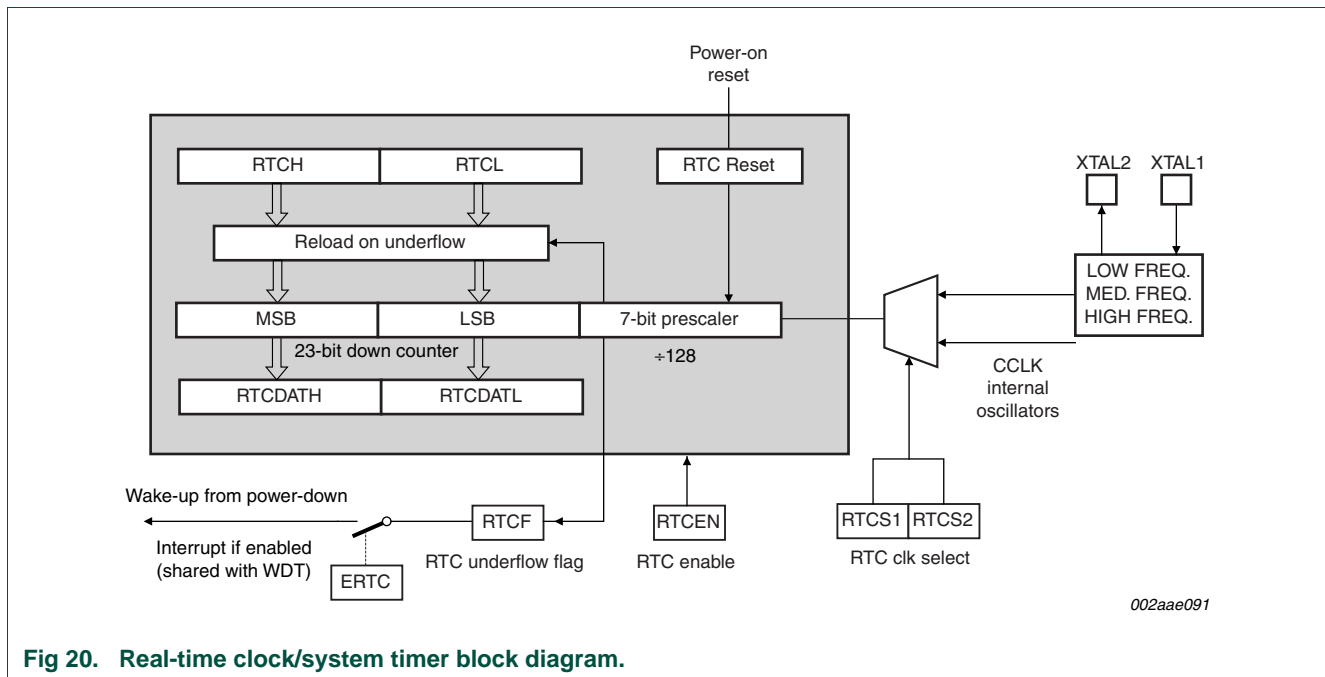 Power-on
reset
RTCH
RTCL
RTC Reset
XTAL2
XTAL1
Reload on underflow
LOW FREQ.
MED. FREQ.
HIGH FREQ.
MSB
LSB
7-bit prescaler
23-bit down counter
÷128
CCLK
internal
oscillators
RTCDATH
RTCDATL
Wake-up from power-down
RTCF
RTCEN
RTCS1
RTCS2
Interrupt if enabled
(shared with WDT)
RTC underflow flag
RTC enable
RTC clk select
ERTC
002aae091
Fig 20. Real-time clock/system timer block diagram.